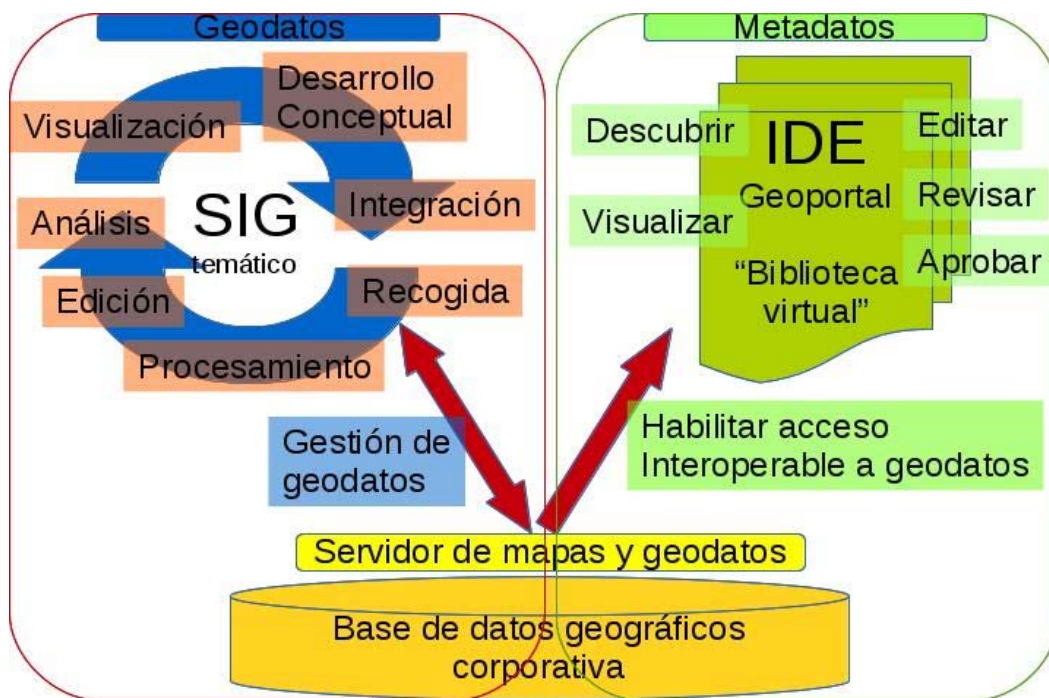 Geodatos
Desarrollo
Conceptual
Visualización
SIG
temático
Integración
Análisis
Recogida
Edición
Procesamiento
Gestión de
geodatos
Metadatos
Descubrir
Visualizar
IDE
Geoportal
“Biblioteca
virtual”
Editar
Revisar
Aprobar
Habilitar acceso
Interoperable a geodatos
Servidor de mapas y geodatos
Base de datos geográficos
corporativa